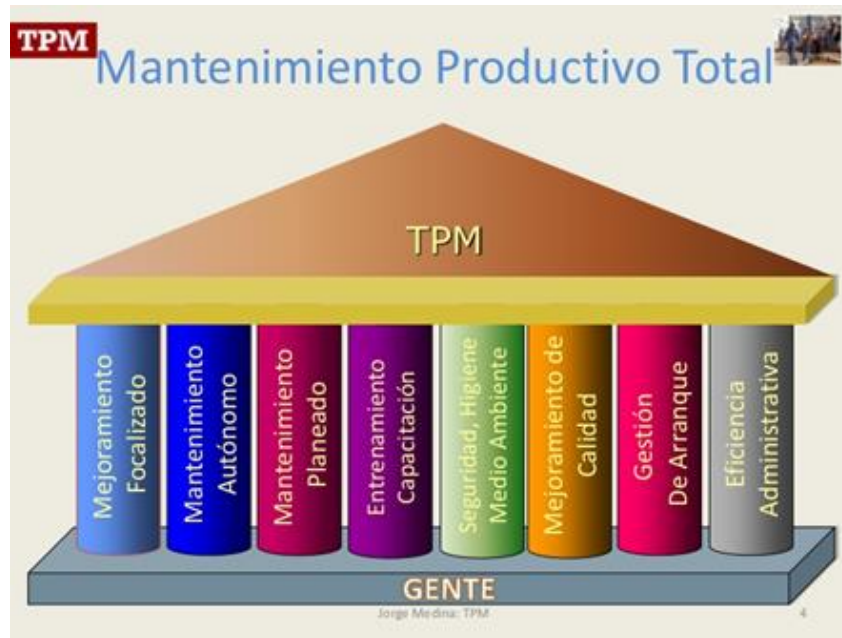 TPM
Mantenimiento Productivo Total
TPM
Mejoramiento
Focalizado
Mantenimiento
Autónomo
Mantenimiento
Planeado
Entrenamiento
Capacitación
Seguridad, Higiene
Medio Ambiente
Mejoramiento de
Calidad
Gestión
De Arranque
Eficiencia
Administrativa
GENTE
Jorge Medina: TPM
4